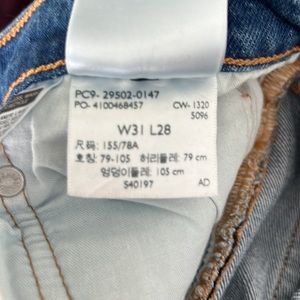 PC9- 29502-0147
PO- 4100468457 CW- 1320
5096
W31 L28
尺码: 155/78A
호칭: 79-105 허리둘레: 79 cm
엉덩이둘레: 105 cm
S40197 AD